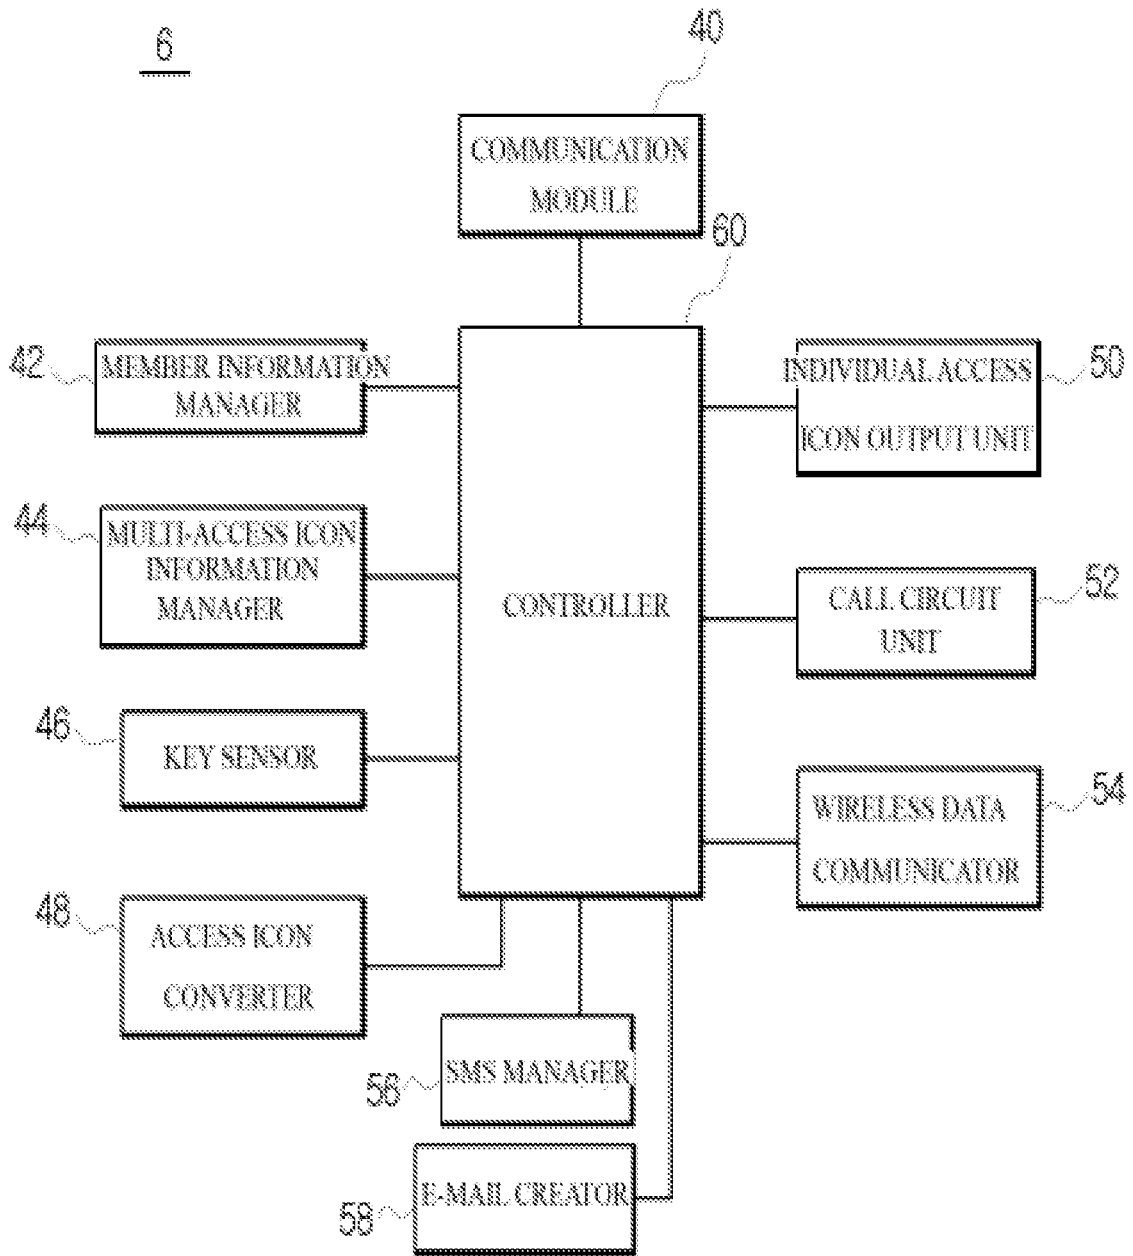 6
40
COMMUNICATION
MODULE
60
42
MEMBER INFORMATION
MANAGER
INDIVIDUAL ACCESS
ICON OUTPUT UNIT
50
44
MULTI-ACCESS ICON
INFORMATION
MANAGER
CONTROLLER
CALL CIRCUIT
UNIT
52
46
KEY SENSOR
WIRELESS DATA
COMMUNICATOR
54
48
ACCESS ICON
CONVERTER
SMS MANAGER
56
E-MAIL CREATOR
58